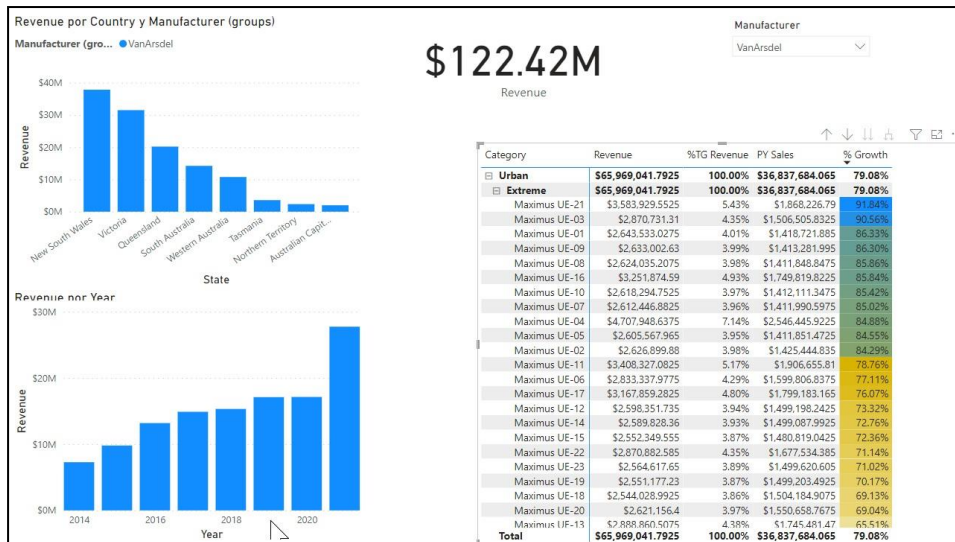 Revenue por Country y Manufacturer (groups)
Manufacturer (gro... VanArsdel
$40M
$30M
$20M
$10M
$0M
Revenue
New South Wales
Victoria
Queensland
South Australia
Western Australia
Tasmania
Northern Territory
Australian Capit...
State
Revenue por Year
$30M
$20M
$10M
$0M
Revenue
2014 2016 2018 2020
Year
$122.42M
Revenue
Manufacturer
VanArsdel
Category Revenue %TG Revenue PY Sales % Growth
Urban $65,969,041.7925 100.00% $36,837,684.065 79.08%
Extreme $65,969,041.7925 100.00% $36,837,684.065 79.08%
Maximus UE-21 $3,583,929.5525 5.43% $1,868,226.79 91.84%
Maximus UE-03 $2,870,731.31 4.35% $1,506,505.8325 90.56%
Maximus UE-01 $2,643,533.0275 4.01% $1,418,721.885 86.33%
Maximus UE-09 $2,633,002.63 3.99% $1,413,281.995 86.30%
Maximus UE-08 $2,624,035.2075 3.98% $1,411,848.8475 85.86%
Maximus UE-16 $3,251,874.59 4.93% $1,749,819.8225 85.84%
Maximus UE-10 $2,618,294.7525 3.97% $1,412,111.3475 85.42%
Maximus UE-07 $2,612,446.8825 3.96% $1,411,990.5975 85.02%
Maximus UE-04 $4,707,948.6375 7.14% $2,546,445.9225 84.88%
Maximus UE-05 $2,605,567.965 3.95% $1,411,851.4725 84.55%
Maximus UE-02 $2,626,899.88 3.98% $1,425,444.835 84.29%
Maximus UE-11 $3,408,327.0825 5.17% $1,906,655.81 78.76%
Maximus UE-06 $2,833,337.9775 4.29% $1,599,806.8375 77.11%
Maximus UE-17 $3,167,859.2825 4.80% $1,799,183.165 76.07%
Maximus UE-12 $2,598,351.735 3.94% $1,499,198.2425 73.32%
Maximus UE-14 $2,589,828.36 3.93% $1,499,087.9925 72.76%
Maximus UE-15 $2,552,349.555 3.87% $1,480,819.0425 72.36%
Maximus UE-22 $2,870,882.585 4.35% $1,677,534.385 71.14%
Maximus UE-23 $2,564,617.65 3.89% $1,499,620.605 71.02%
Maximus UE-19 $2,551,177.23 3.87% $1,499,203.4925 70.17%
Maximus UE-18 $2,544,028.9925 3.86% $1,504,184.9075 69.13%
Maximus UE-20 $2,621,156.4 3.97% $1,550,658.7675 69.04%
Maximus UE-13 $2,888,860.5075 4.38% $1,745,481.47 65.51%
Total $65,969,041.7925 100.00% $36,837,684.065 79.08%